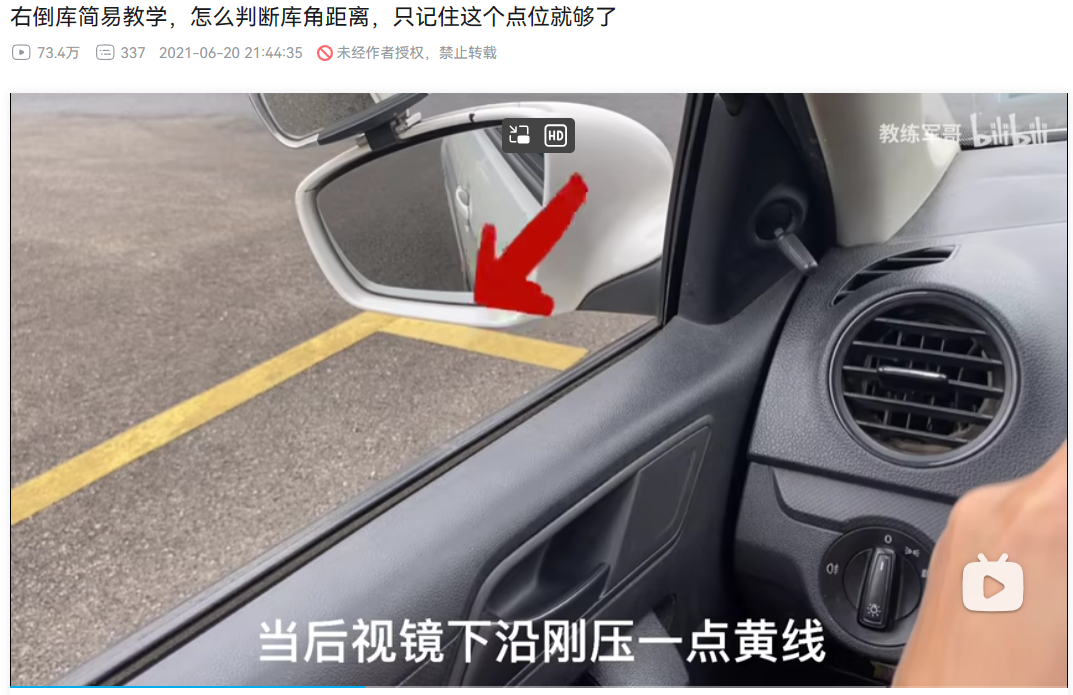 右倒库简易教学，怎么判断库角距离，只记住这个点位就够了
73.4万 337 2021-06-20 21:44:35 未经作者授权，禁止转载
HD
教练军哥 bilibili
当后视镜下沿刚压一点黄线